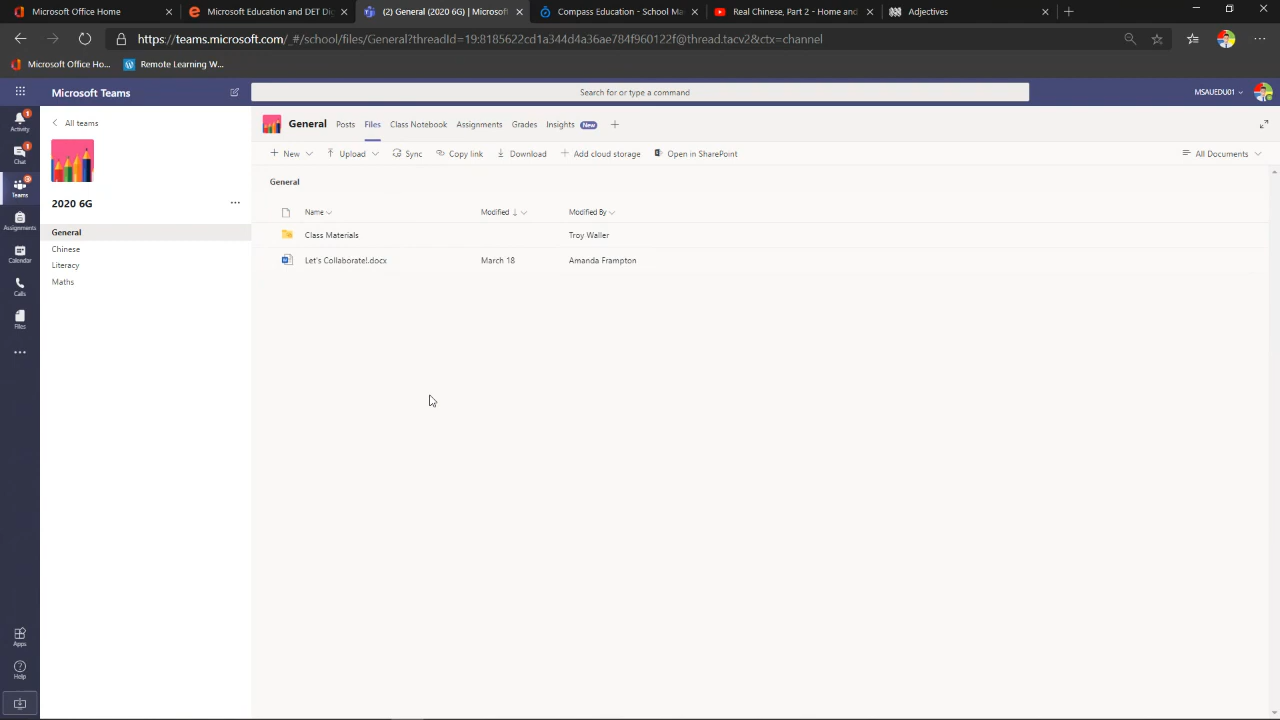 Microsoft Office Home
Microsoft Education and DET Dig
(2) General (2020 6G) | Microsof
Compass Education - School Ma
Real Chinese, Part 2 - Home and
Adjectives
https://teams.microsoft.com/_#/school/files/General?threadId=19:8185622cd1a344d4a36ae784f960122f@thread.tacv2&ctx=channel
Microsoft Office Ho...
Remote Learning W...
Microsoft Teams
Search for or type a command
MSAUEDU01
Activity
Chat
Teams
Assignments
Calendar
Calls
Files
Apps
Help
All teams
2020 6G
General
Chinese
Literacy
Maths
General Posts Files Class Notebook Assignments Grades Insights New
New Upload Sync Copy link Download Add cloud storage Open in SharePoint All Documents
General
Name Modified Modified By
Class Materials Troy Waller
Let's Collaborate!.docx March 18 Amanda Frampton